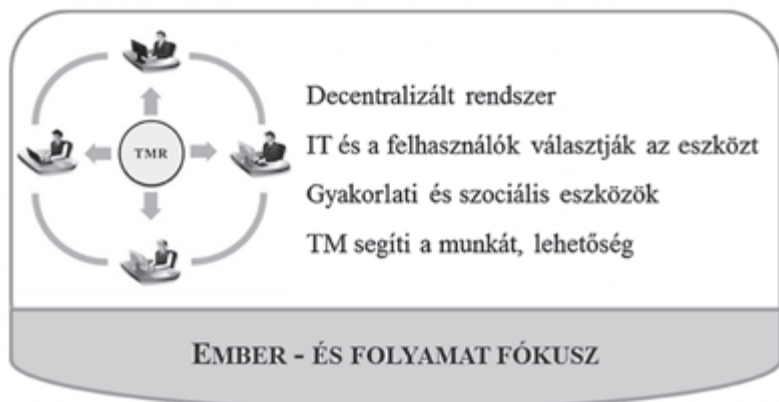 TMR
Decentralizált rendszer
IT és a felhasználók választják az eszközt
Gyakorlati és szociális eszközök
TM segíti a munkát, lehetőség
EMBER - ÉS FOLYAMAT FÓKUSZ